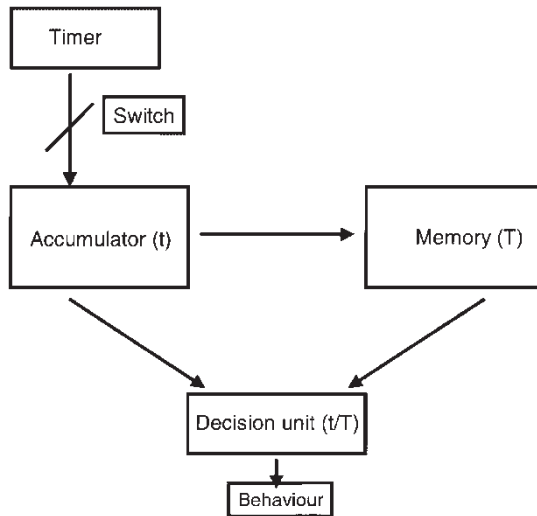 Timer
Switch
Accumulator (t)
Memory (T)
Decision unit (t/T)
Behaviour